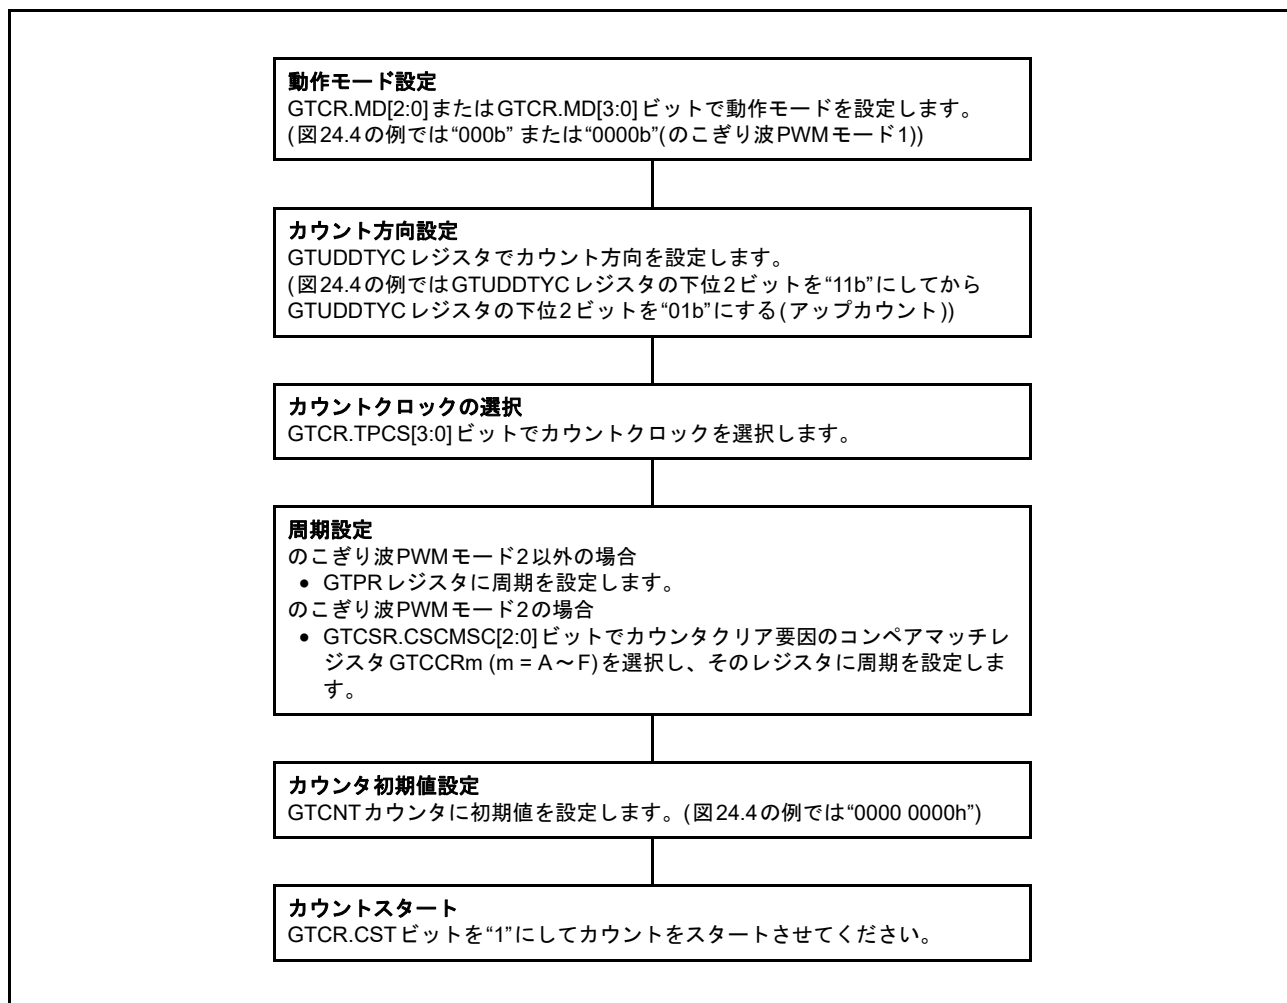 動作モード設定
GTCR.MD[2:0]またはGTCR.MD[3:0]ビットで動作モードを設定します。
(図24.4の例では“000b” または“0000b”(のこぎり波PWMモード1))
カウント方向設定
GTUDDTYCレジスタでカウント方向を設定します。
(図24.4の例ではGTUDDTYCレジスタの下位2ビットを“11b”にしてから
GTUDDTYCレジスタの下位2ビットを“01b”にする(アップカウント))
カウントクロックの選択
GTCR.TPCS[3:0]ビットでカウントクロックを選択します。
周期設定
のこぎり波PWMモード2以外の場合
• GTPRレジスタに周期を設定します。
のこぎり波PWMモード2の場合
• GTCSR.CSCMSC[2:0]ビットでカウンタクリア要因のコンペアマッチレ
ジスタGTCCRm (m = A～F)を選択し、そのレジスタに周期を設定しま
す。
カウンタ初期値設定
GTCNTカウンタに初期値を設定します。(図24.4の例では“0000 0000h”)
カウントスタート
GTCR.CSTビットを“1”にしてカウントをスタートさせてください。